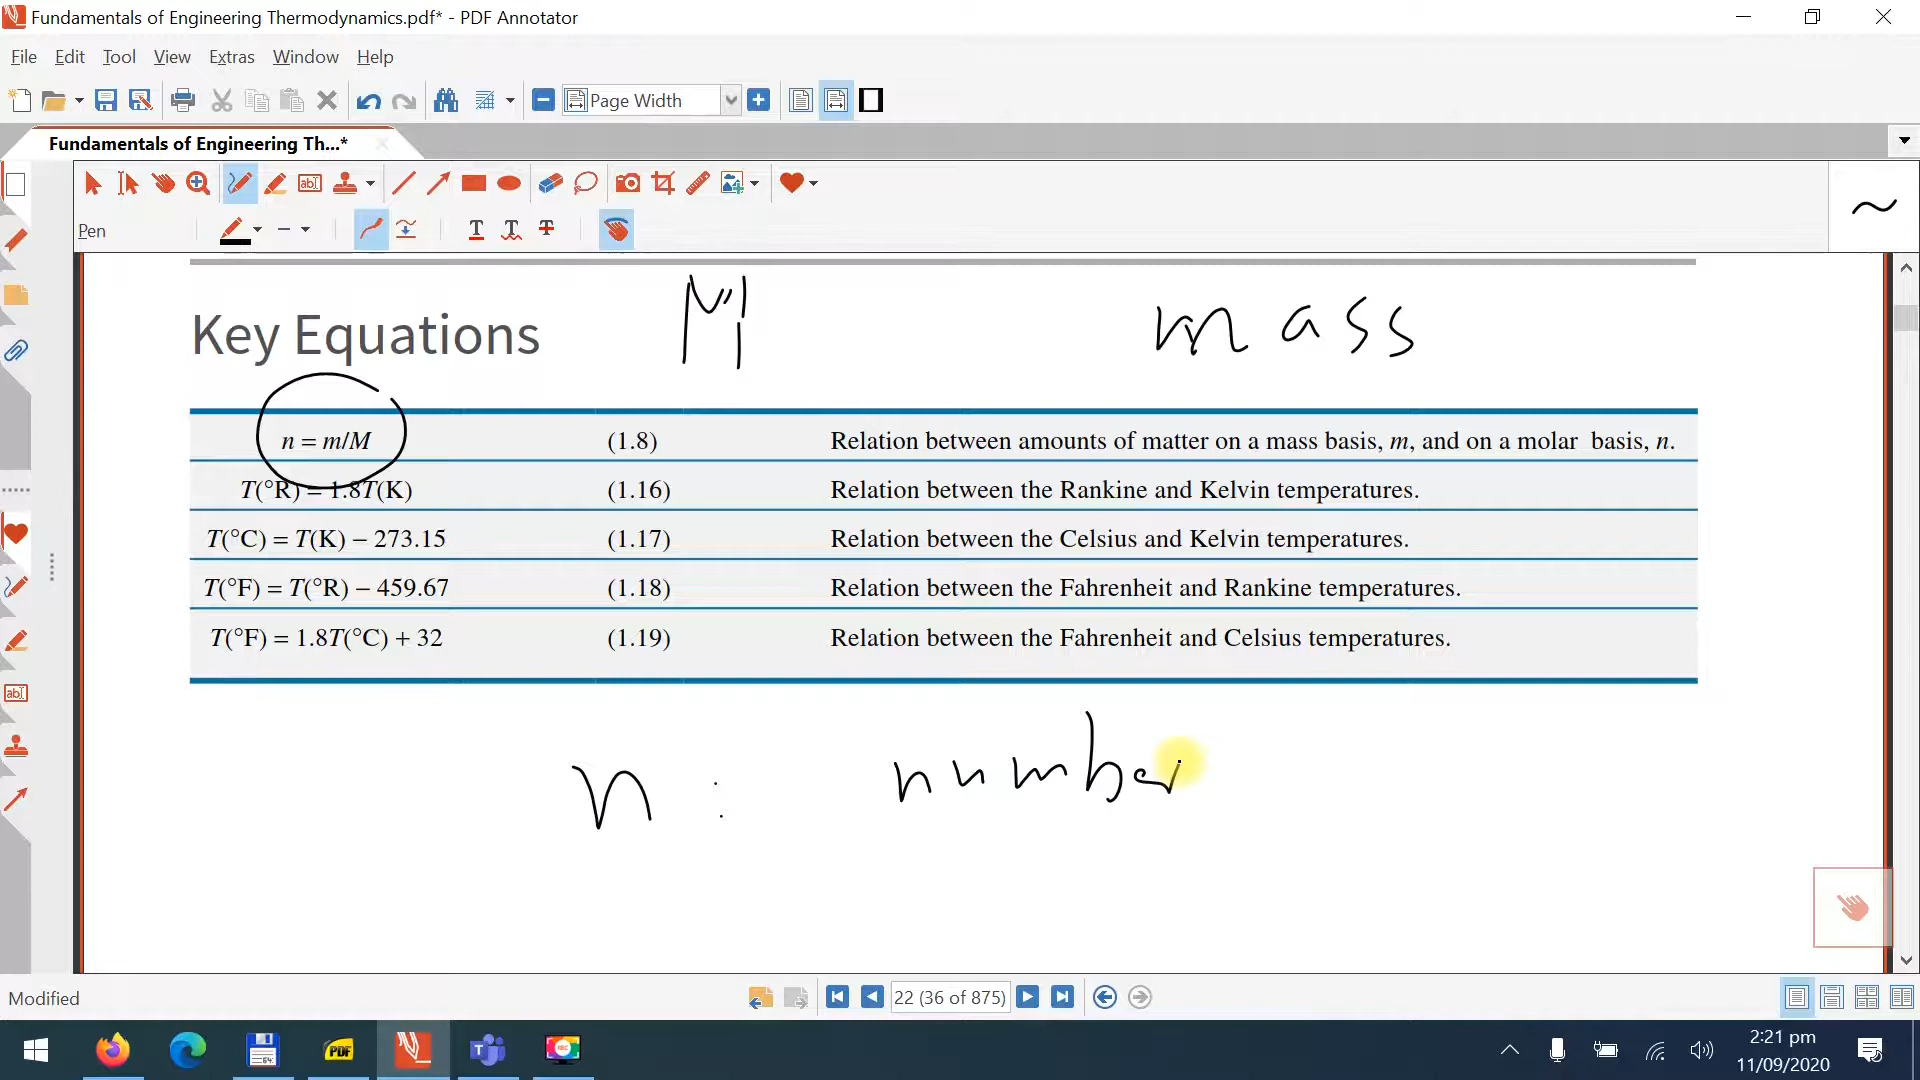 Fundamentals of Engineering Thermodynamics.pdf* - PDF Annotator
File Edit Tool View Extras Window Help
Page Width
Fundamentals of Engineering Th...*
Pen
Key Equations
M
mass
n = m/M (1.8) Relation between amounts of matter on a mass basis, m, and on a molar basis, n.
T(°R) = 1.8T(K) (1.16) Relation between the Rankine and Kelvin temperatures.
T(°C) = T(K) − 273.15 (1.17) Relation between the Celsius and Kelvin temperatures.
T(°F) = T(°R) − 459.67 (1.18) Relation between the Fahrenheit and Rankine temperatures.
T(°F) = 1.8T(°C) + 32 (1.19) Relation between the Fahrenheit and Celsius temperatures.
n : number
Modified
22 (36 of 875)
2:21 pm
11/09/2020